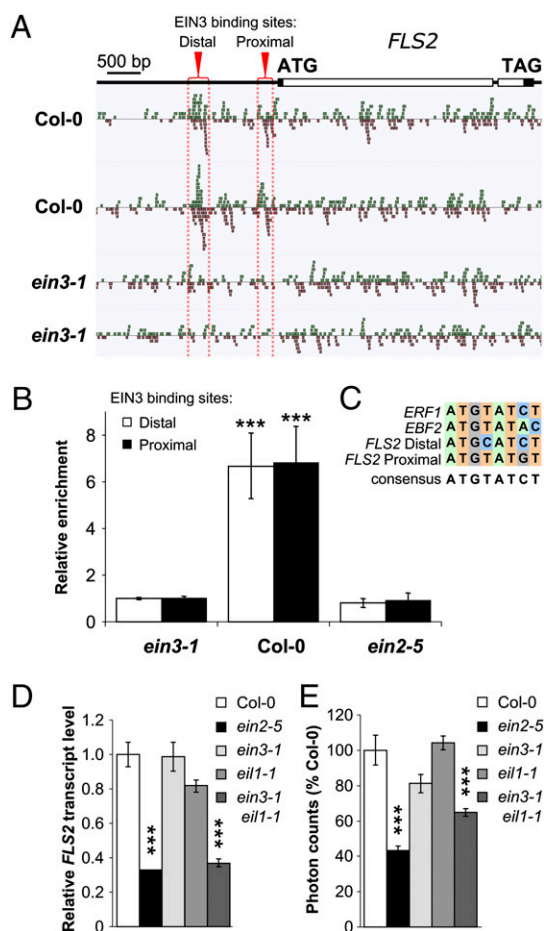 A
EIN3 binding sites:
Distal Proximal
FLS2
500 bp
ATG
TAG
Col-0
Col-0
ein3-1
ein3-1
B
EIN3 binding sites:
Distal
Proximal
Relative enrichment
8
6
4
2
0
*** ***
ein3-1 Col-0 ein2-5
C
ERF1 ATGTATCT
EBF2 ATGTATAC
FLS2 Distal ATGCATCT
FLS2 Proximal ATGTATGT
consensus ATGTATCT
D
Relative FLS2 transcript level
1.2
1.0
0.8
0.6
0.4
0.2
0
***
***
Col-0
ein2-5
ein3-1
eil1-1
ein3-1
eil1-1
E
Photon counts (% Col-0)
120
100
80
60
40
20
0
***
***
Col-0
ein2-5
ein3-1
eil1-1
ein3-1
eil1-1